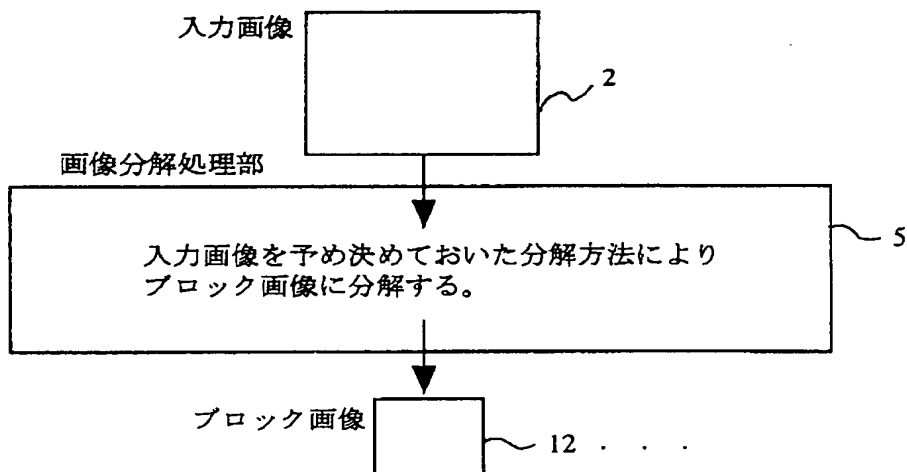 入力画像
2
画像分解処理部
入力画像を予め決めておいた分解方法により
ブロック画像に分解する。
5
ブロック画像
12 . . .